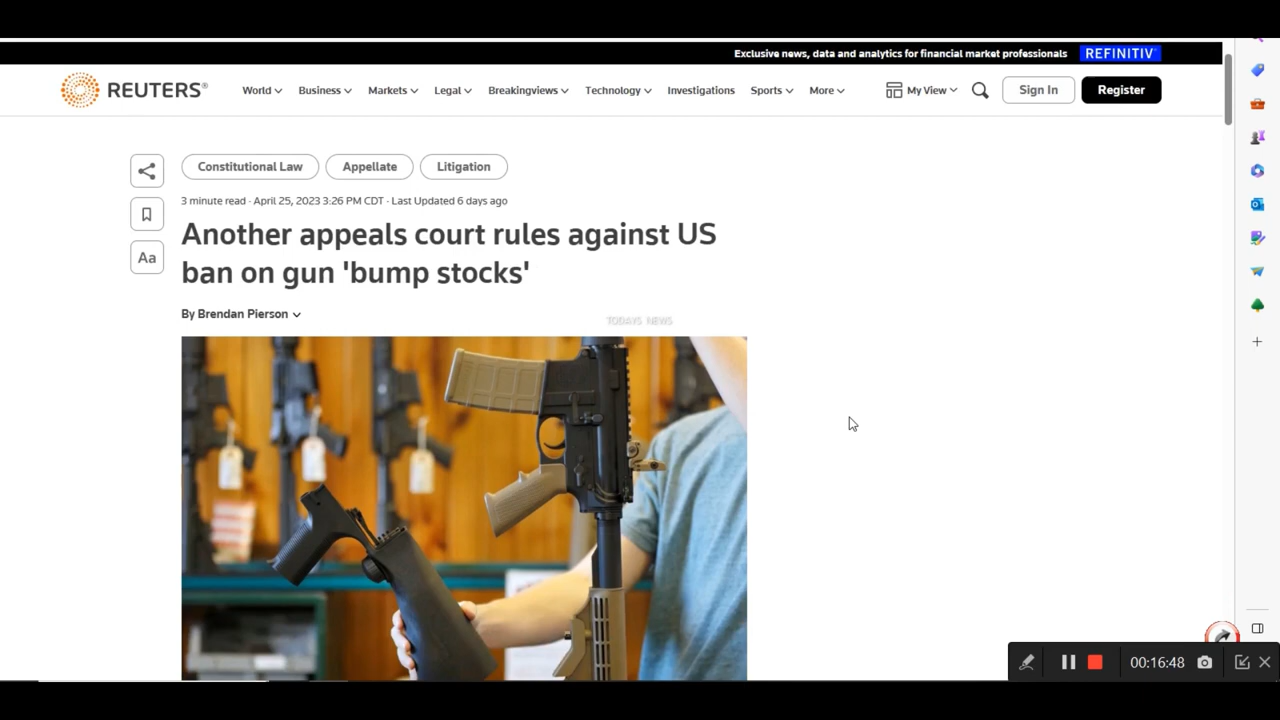 Exclusive news, data and analytics for financial market professionals REFINITIV
REUTERS®
World Business Markets Legal Breakingviews Technology Investigations Sports More
My View Sign In Register
Constitutional Law Appellate Litigation
3 minute read · April 25, 2023 3:26 PM CDT · Last Updated 6 days ago
Aa
Another appeals court rules against US
ban on gun 'bump stocks'
By Brendan Pierson
TODAYS NEWS
00:16:48